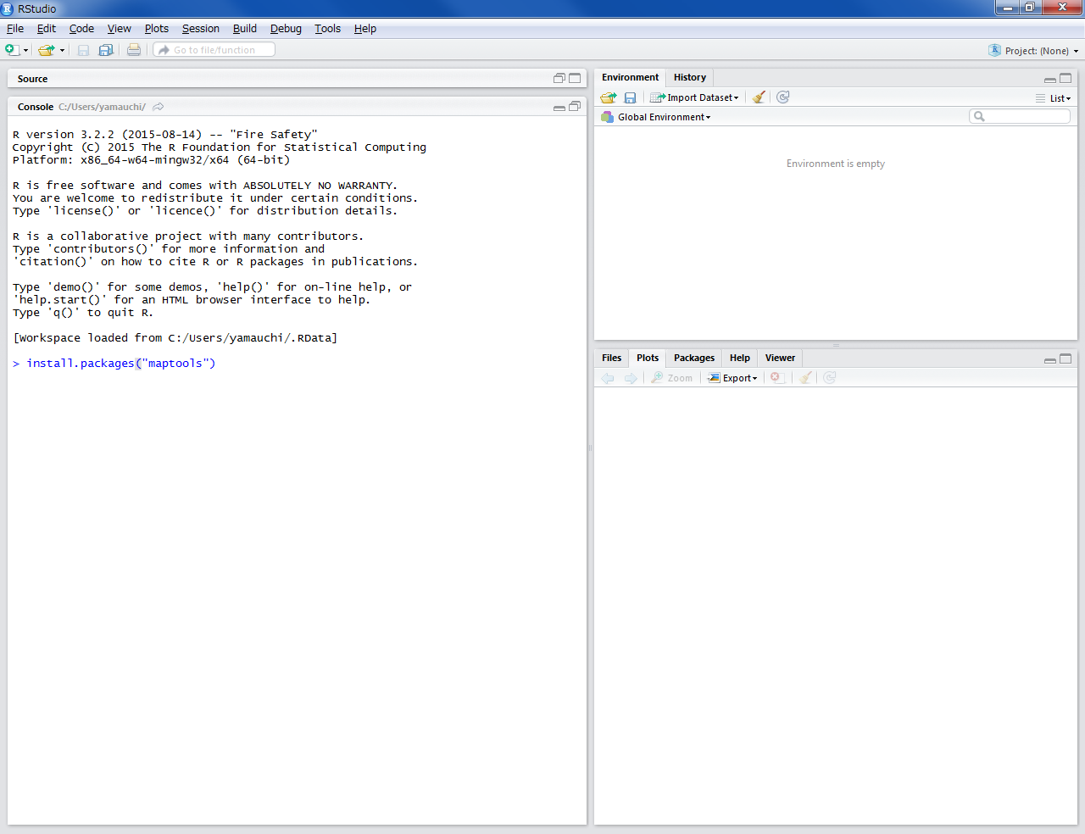 RStudio
File Edit Code View Plots Session Build Debug Tools Help
Go to file/function
Project: (None)
Source
Console C:/Users/yamauchi/
R version 3.2.2 (2015-08-14) -- "Fire Safety"
Copyright (C) 2015 The R Foundation for Statistical Computing
Platform: x86_64-w64-mingw32/x64 (64-bit)
R is free software and comes with ABSOLUTELY NO WARRANTY.
You are welcome to redistribute it under certain conditions.
Type 'license()' or 'licence()' for distribution details.
R is a collaborative project with many contributors.
Type 'contributors()' for more information and
'citation()' on how to cite R or R packages in publications.
Type 'demo()' for some demos, 'help()' for on-line help, or
'help.start()' for an HTML browser interface to help.
Type 'q()' to quit R.
[Workspace loaded from C:/Users/yamauchi/.RData]
> install.packages("maptools")
Environment History
Import Dataset
List
Global Environment
Environment is empty
Files Plots Packages Help Viewer
Zoom Export